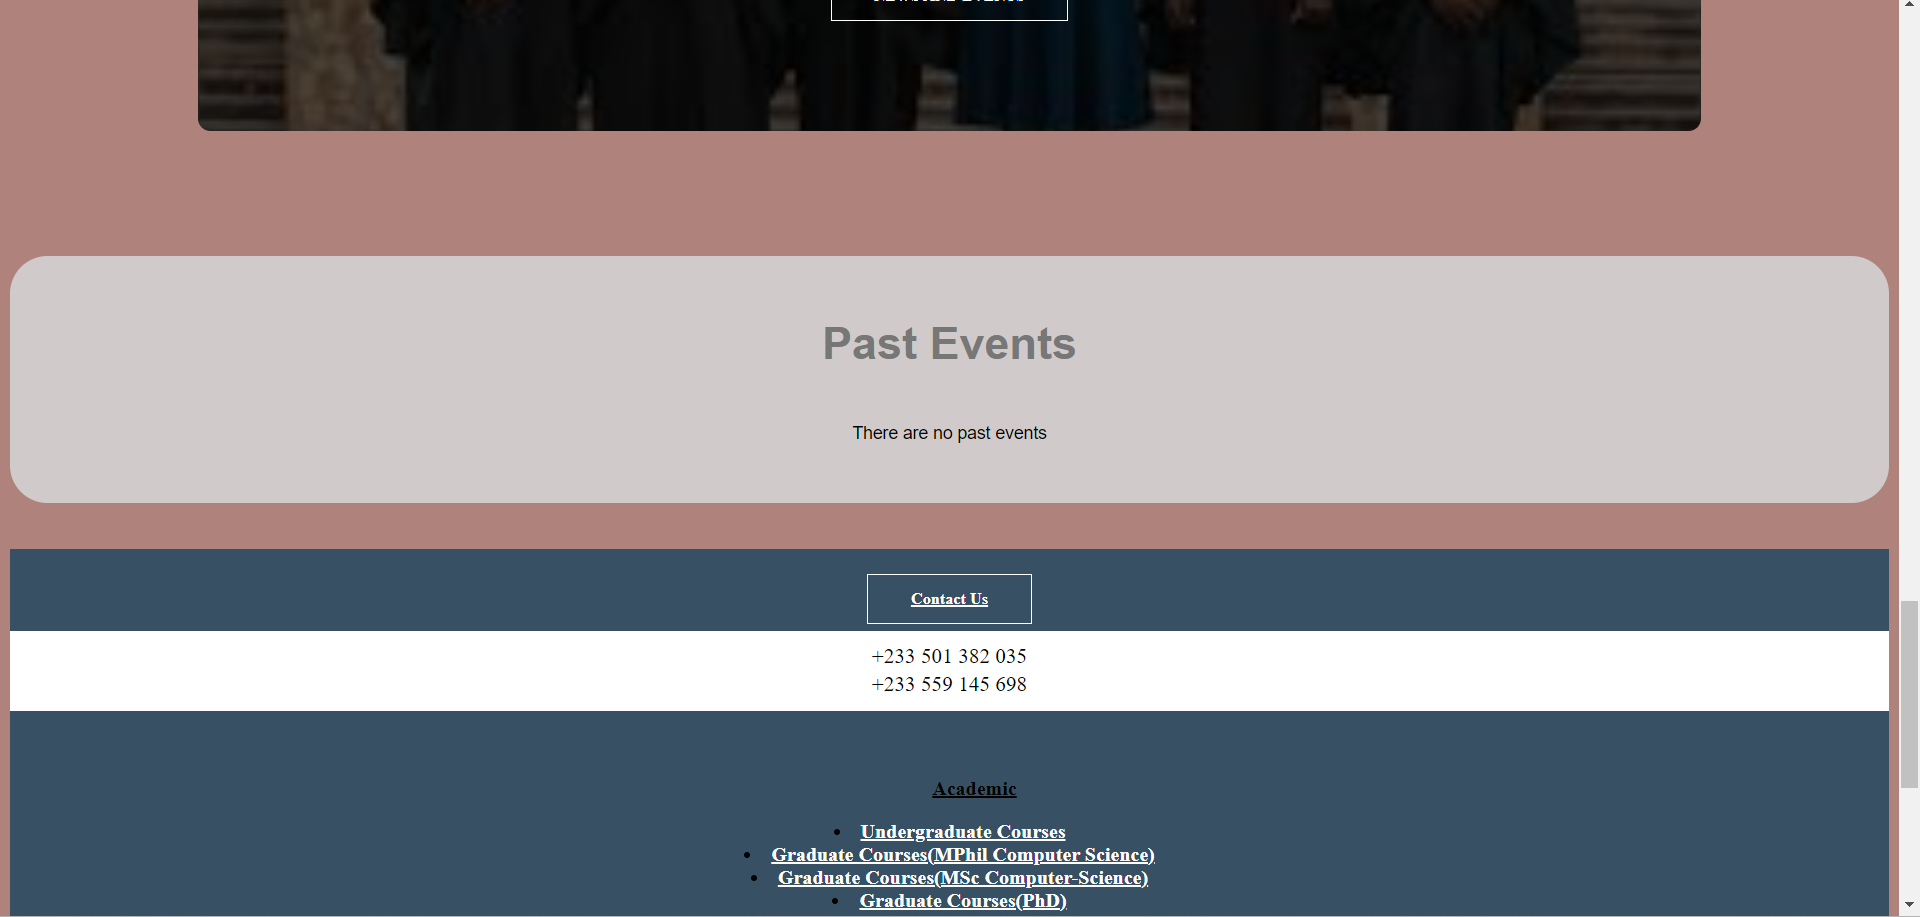 Past Events
There are no past events
Contact Us
+233 501 382 035
+233 559 145 698
Academic
Undergraduate Courses
Graduate Courses(MPhil Computer Science)
Graduate Courses(MSc Computer-Science)
Graduate Courses(PhD)